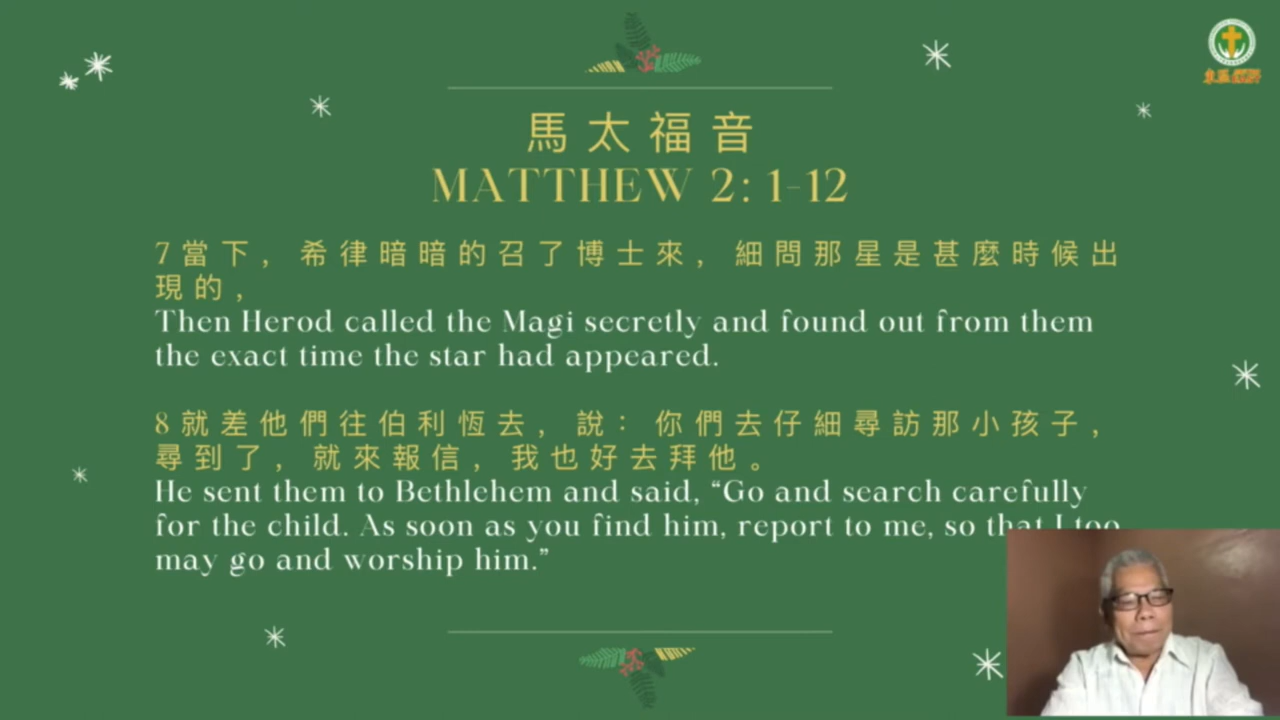 馬太福音
MATTHEW 2: 1-12
7當下, 希律暗暗的召了博士來, 細問那星是甚麼時候出
現的,
Then Herod called the Magi secretly and found out from them
the exact time the star had appeared.
8就差他們往伯利恆去, 說: 你們去仔細尋訪那小孩子,
尋到了, 就來報信, 我也好去拜他。
He sent them to Bethlehem and said, “Go and search carefully
for the child. As soon as you find him, report to me, so that I too
may go and worship him.”